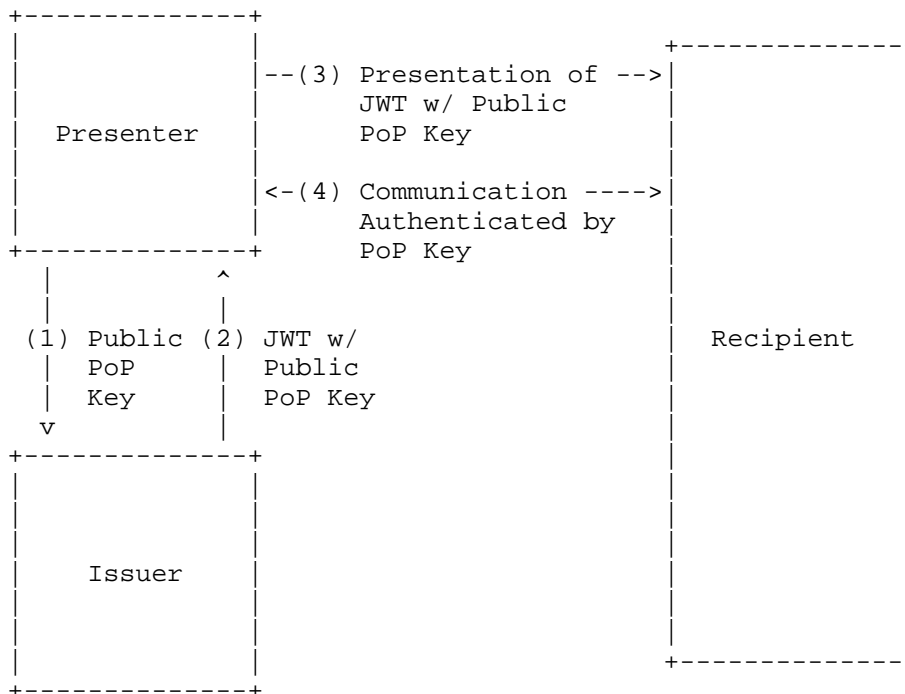 --(3) Presentation of -->
JWT w/ Public
Presenter
PoP Key
<-(4) Communication ---->
Authenticated by
PoP Key
(1) Public (2) JWT w/
Recipient
PoP
Public
Key
PoP Key
Issuer